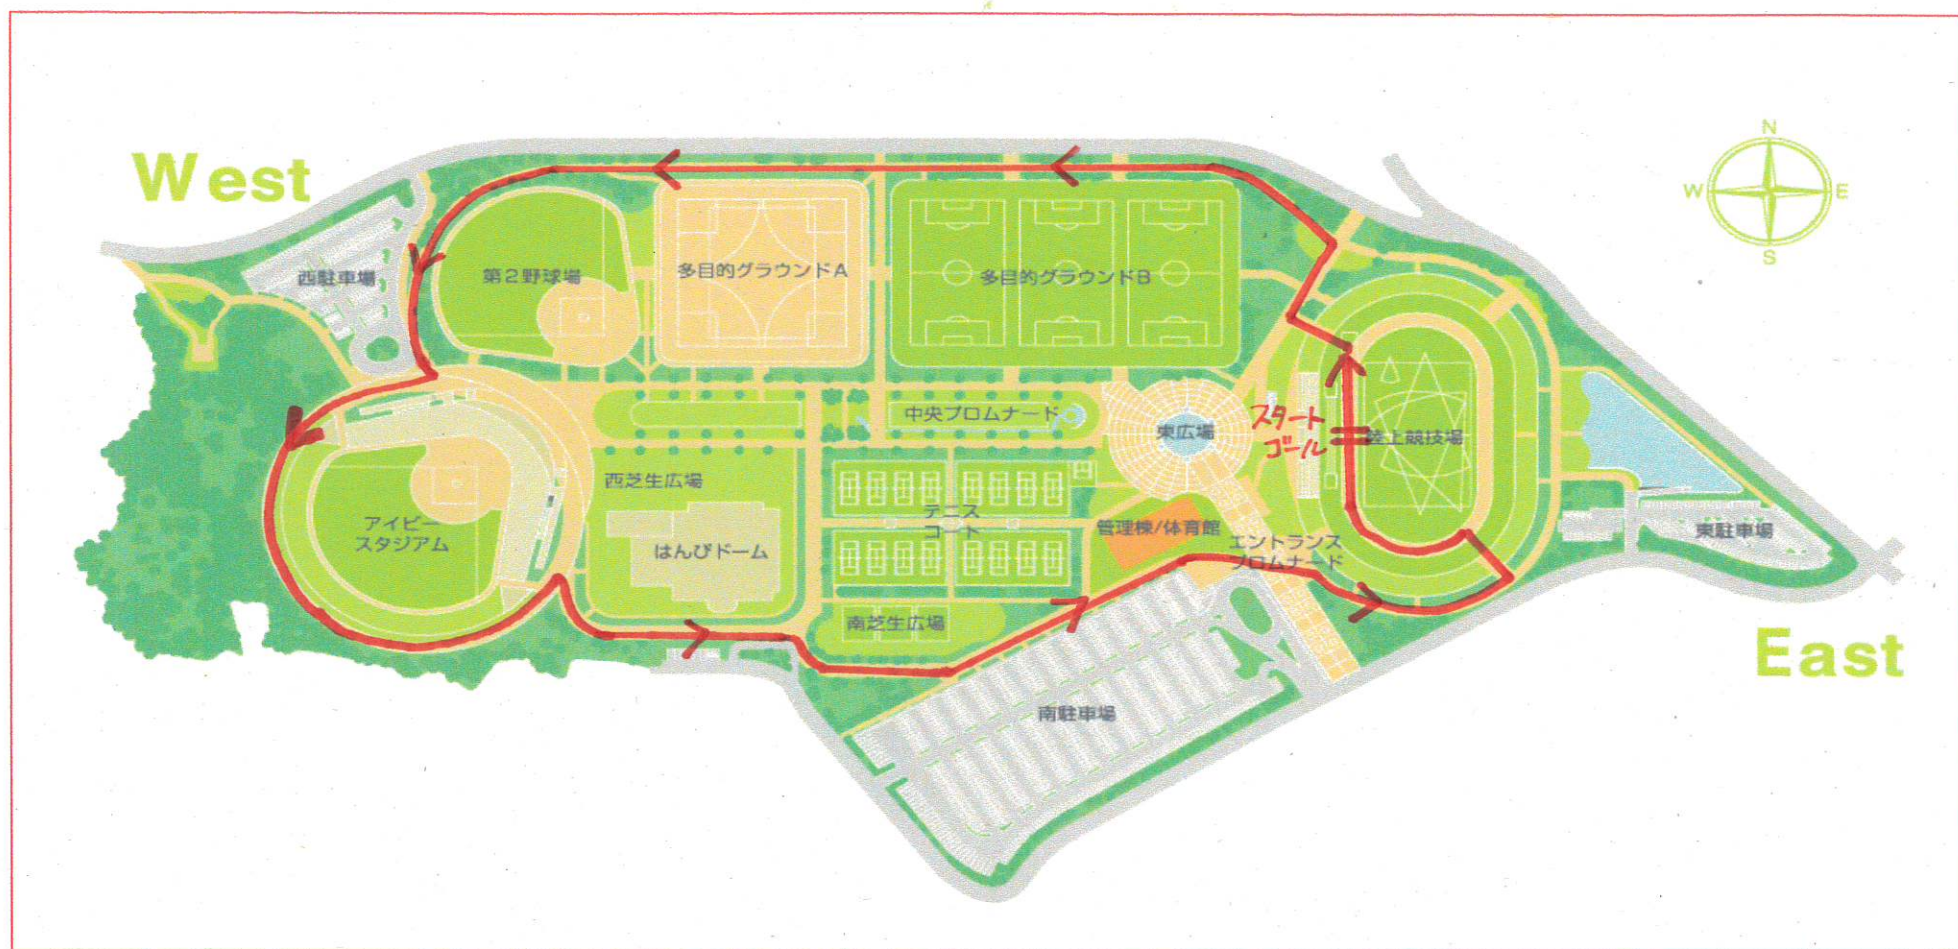 West
N
W
E
S
西駐車場
第2野球場
多目的グラウンドA
多目的グラウンドB
中央プロムナード
東広場
スタート
ゴール
陸上競技場
西芝生広場
アイビー
スタジアム
はんぴドーム
テニス
コート
管理棟/体育館
エントランス
プロムナード
東駐車場
南芝生広場
南駐車場
East